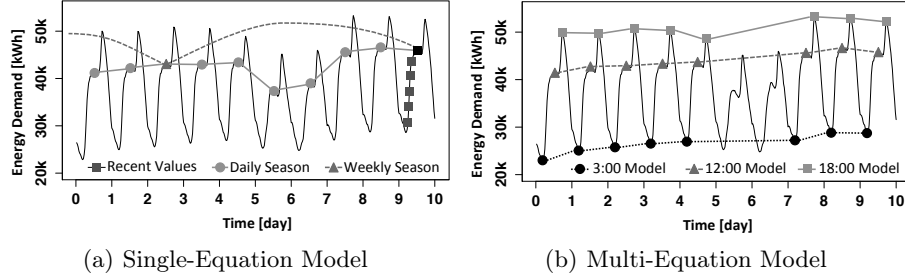 Energy Demand [kWh]
50k
40k
30k
20k
Recent Values
Daily Season
Weekly Season
0 1 2 3 4 5 6 7 8 9 10
Time [day]
(a) Single-Equation Model
Energy Demand [kWh]
50k
40k
30k
20k
3:00 Model
12:00 Model
18:00 Model
0 1 2 3 4 5 6 7 8 9 10
Time [day]
(b) Multi-Equation Model